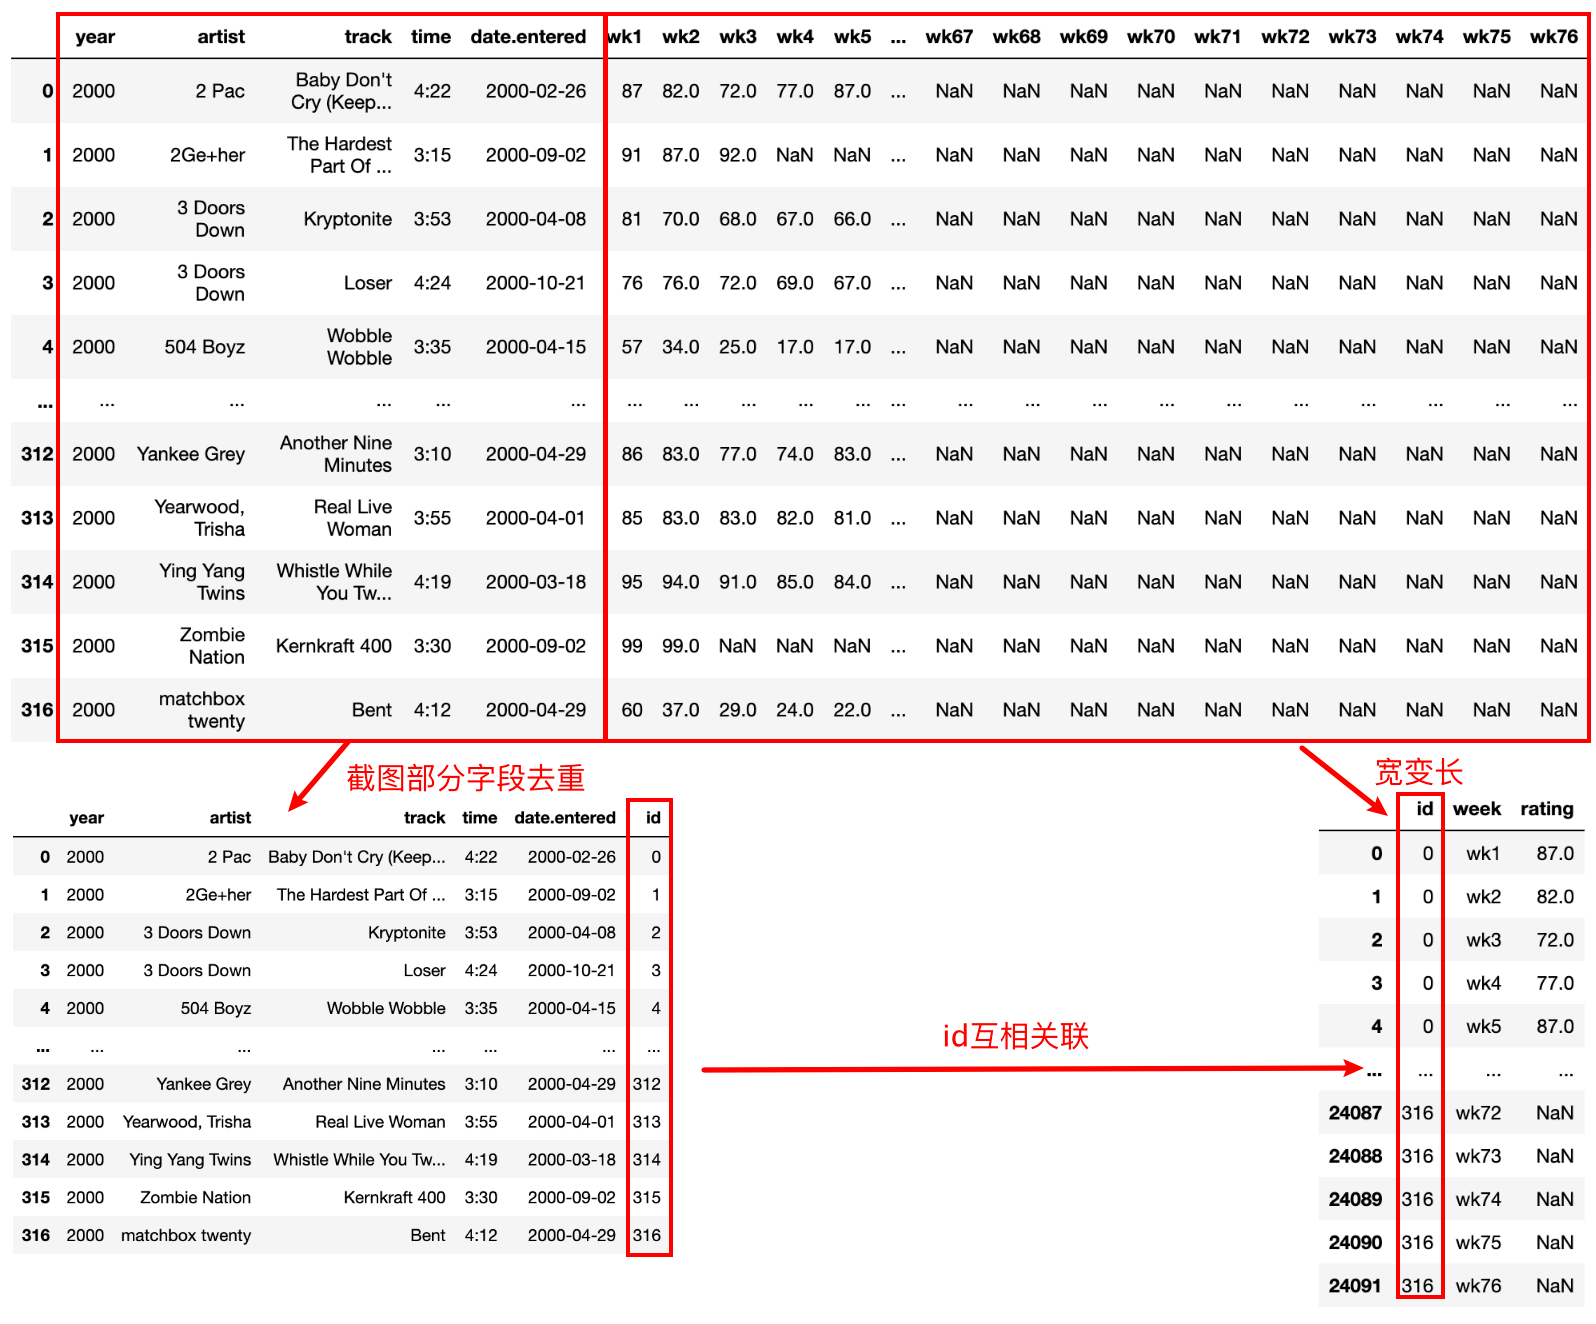 year artist track time date.entered wk1 wk2 wk3 wk4 wk5 ... wk67 wk68 wk69 wk70 wk71 wk72 wk73 wk74 wk75 wk76
0 2000 2 Pac Baby Don't Cry (Keep... 4:22 2000-02-26 87 82.0 72.0 77.0 87.0 ... NaN NaN NaN NaN NaN NaN NaN NaN NaN NaN
1 2000 2Ge+her The Hardest Part Of ... 3:15 2000-09-02 91 87.0 92.0 NaN NaN ... NaN NaN NaN NaN NaN NaN NaN NaN NaN NaN
2 2000 3 Doors Down Kryptonite 3:53 2000-04-08 81 70.0 68.0 67.0 66.0 ... NaN NaN NaN NaN NaN NaN NaN NaN NaN NaN
3 2000 3 Doors Down Loser 4:24 2000-10-21 76 76.0 72.0 69.0 67.0 ... NaN NaN NaN NaN NaN NaN NaN NaN NaN NaN
4 2000 504 Boyz Wobble Wobble 3:35 2000-04-15 57 34.0 25.0 17.0 17.0 ... NaN NaN NaN NaN NaN NaN NaN NaN NaN NaN
... ... ... ... ... ... ... ... ... ... ... ... ... ... ... ... ... ... ... ... ... ...
312 2000 Yankee Grey Another Nine Minutes 3:10 2000-04-29 86 83.0 77.0 74.0 83.0 ... NaN NaN NaN NaN NaN NaN NaN NaN NaN NaN
313 2000 Yearwood, Trisha Real Live Woman 3:55 2000-04-01 85 83.0 83.0 82.0 81.0 ... NaN NaN NaN NaN NaN NaN NaN NaN NaN NaN
314 2000 Ying Yang Twins Whistle While You Tw... 4:19 2000-03-18 95 94.0 91.0 85.0 84.0 ... NaN NaN NaN NaN NaN NaN NaN NaN NaN NaN
315 2000 Zombie Nation Kernkraft 400 3:30 2000-09-02 99 99.0 NaN NaN NaN ... NaN NaN NaN NaN NaN NaN NaN NaN NaN NaN
316 2000 matchbox twenty Bent 4:12 2000-04-29 60 37.0 29.0 24.0 22.0 ... NaN NaN NaN NaN NaN NaN NaN NaN NaN NaN
截图部分字段去重
宽变长
year artist track time date.entered id
0 2000 2 Pac Baby Don't Cry (Keep... 4:22 2000-02-26 0
1 2000 2Ge+her The Hardest Part Of ... 3:15 2000-09-02 1
2 2000 3 Doors Down Kryptonite 3:53 2000-04-08 2
3 2000 3 Doors Down Loser 4:24 2000-10-21 3
4 2000 504 Boyz Wobble Wobble 3:35 2000-04-15 4
... ... ... ... ... ... ...
312 2000 Yankee Grey Another Nine Minutes 3:10 2000-04-29 312
313 2000 Yearwood, Trisha Real Live Woman 3:55 2000-04-01 313
314 2000 Ying Yang Twins Whistle While You Tw... 4:19 2000-03-18 314
315 2000 Zombie Nation Kernkraft 400 3:30 2000-09-02 315
316 2000 matchbox twenty Bent 4:12 2000-04-29 316
id互相关联
id week rating
0 0 wk1 87.0
1 0 wk2 82.0
2 0 wk3 72.0
3 0 wk4 77.0
4 0 wk5 87.0
... ... ... ...
24087 316 wk72 NaN
24088 316 wk73 NaN
24089 316 wk74 NaN
24090 316 wk75 NaN
24091 316 wk76 NaN